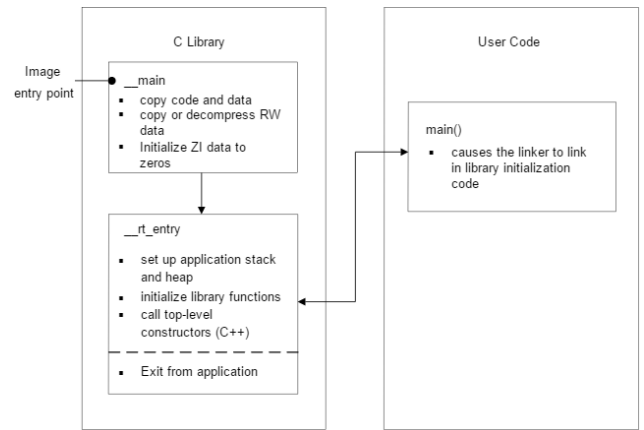 C Library
User Code
Image
entry point
__main
▪ copy code and data
▪ copy or decompress RW
data
▪ Initialize ZI data to
zeros
main()
▪ causes the linker to link
in library initialization
code
__rt_entry
▪ set up application stack
and heap
▪ initialize library functions
▪ call top-level
constructors (C++)
▪ Exit from application